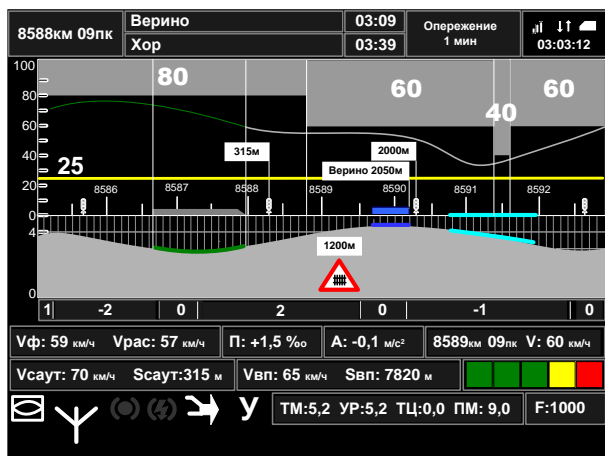 8588км 09пк
Верино 03:09
Хор 03:39
Опережение
1 мин
03:03:12
100
80
60
40
20
0
4
0
80
60
40
60
25
315м
2000м
Верино 2050м
8586 8587 8588 8589 8590 8591 8592
1200м
1 -2 0 2 0 -1 0
Vф: 59 км/ч Vрас: 57 км/ч
П: +1,5 %о
А: -0,1 м/с²
8589км 09пк V: 60 км/ч
Vсаут: 70 км/ч Sсаут:315 м
Vвп: 65 км/ч Sвп: 7820 м
У
ТМ:5,2 УР:5,2 ТЦ:0,0 ПМ: 9,0
F:1000